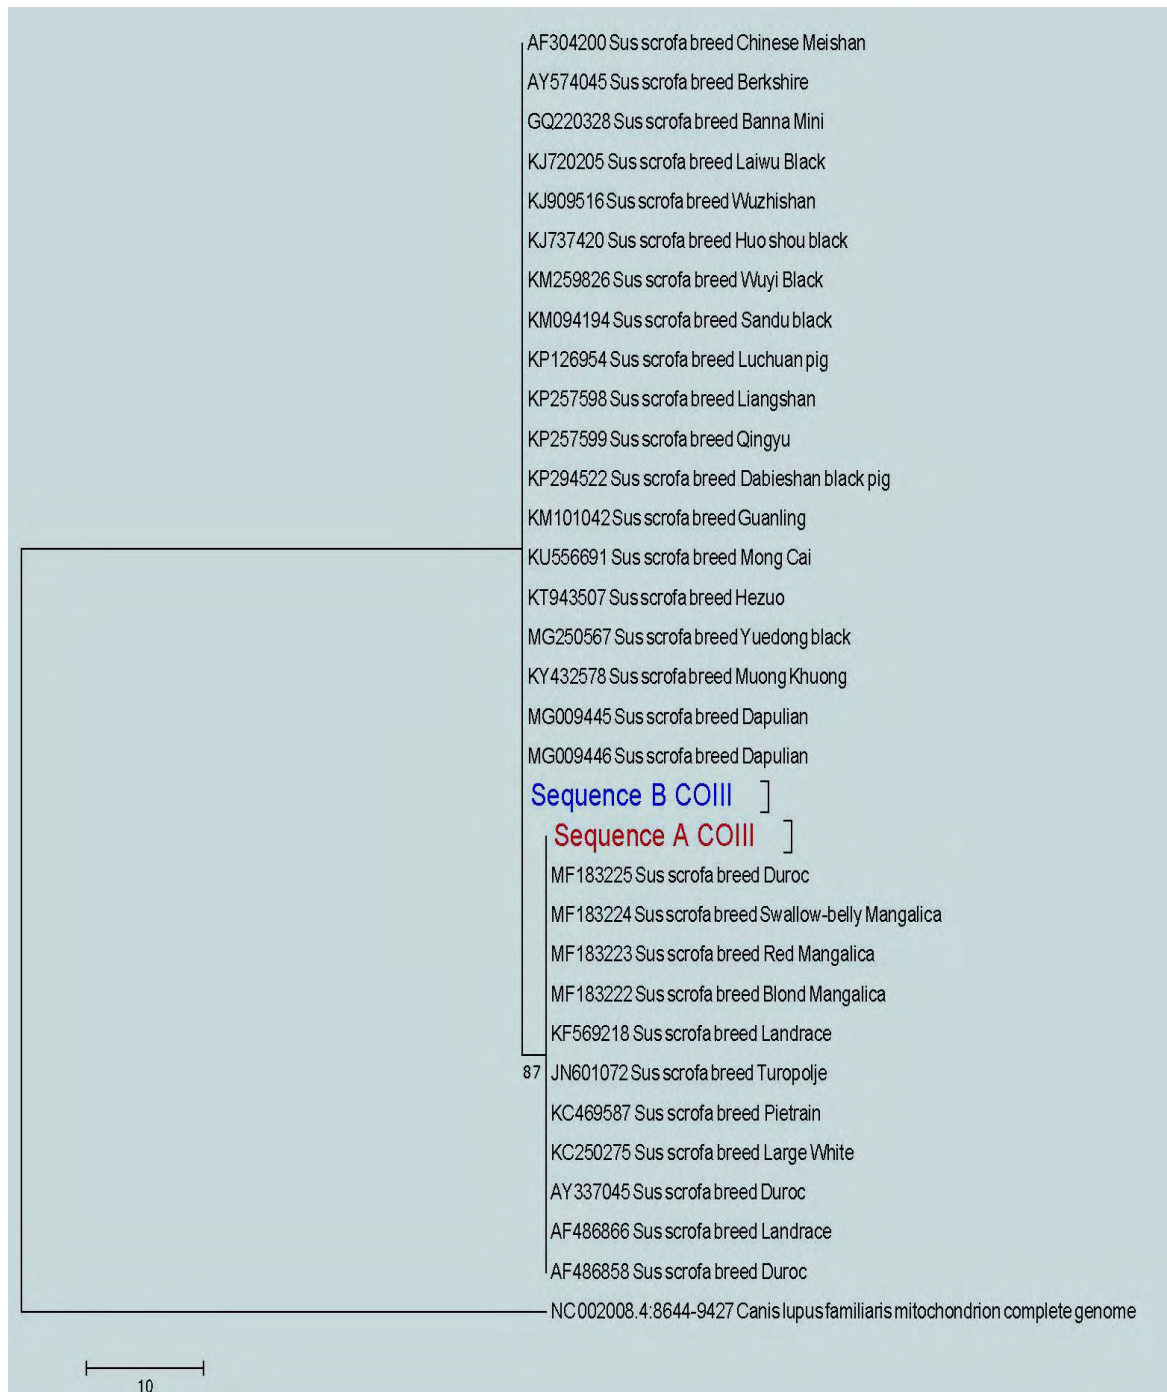 AF304200 Sus scrofa breed Chinese Meishan
AY574045 Sus scrofa breed Berkshire
GQ220328 Sus scrofa breed Banna Mini
KJ720205 Sus scrofa breed Laiwu Black
KJ909516 Sus scrofa breed Wuzhishan
KJ737420 Sus scrofa breed Huo shou black
KM259826 Sus scrofa breed Wuyi Black
KM094194 Sus scrofa breed Sandu black
KP126954 Sus scrofa breed Luchuan pig
KP257598 Sus scrofa breed Liangshan
KP257599 Sus scrofa breed Qingyu
KP294522 Sus scrofa breed Dabieshan black pig
KM101042 Sus scrofa breed Guanling
KU556691 Sus scrofa breed Mong Cai
KT943507 Sus scrofa breed Hezuo
MG250567 Sus scrofa breed Yuedong black
KY432578 Sus scrofa breed Muong Khuong
MG009445 Sus scrofa breed Dapulian
MG009446 Sus scrofa breed Dapulian
Sequence B COIII
Sequence A COIII
MF183225 Sus scrofa breed Duroc
MF183224 Sus scrofa breed Swallow-belly Mangalica
MF183223 Sus scrofa breed Red Mangalica
MF183222 Sus scrofa breed Blond Mangalica
KF569218 Sus scrofa breed Landrace
87 JN601072 Sus scrofa breed Turopolje
KC469587 Sus scrofa breed Pietrain
KC250275 Sus scrofa breed Large White
AY337045 Sus scrofa breed Duroc
AF486866 Sus scrofa breed Landrace
AF486858 Sus scrofa breed Duroc
NC002008.4:8644-9427 Canis lupus familiaris mitochondrion complete genome
10